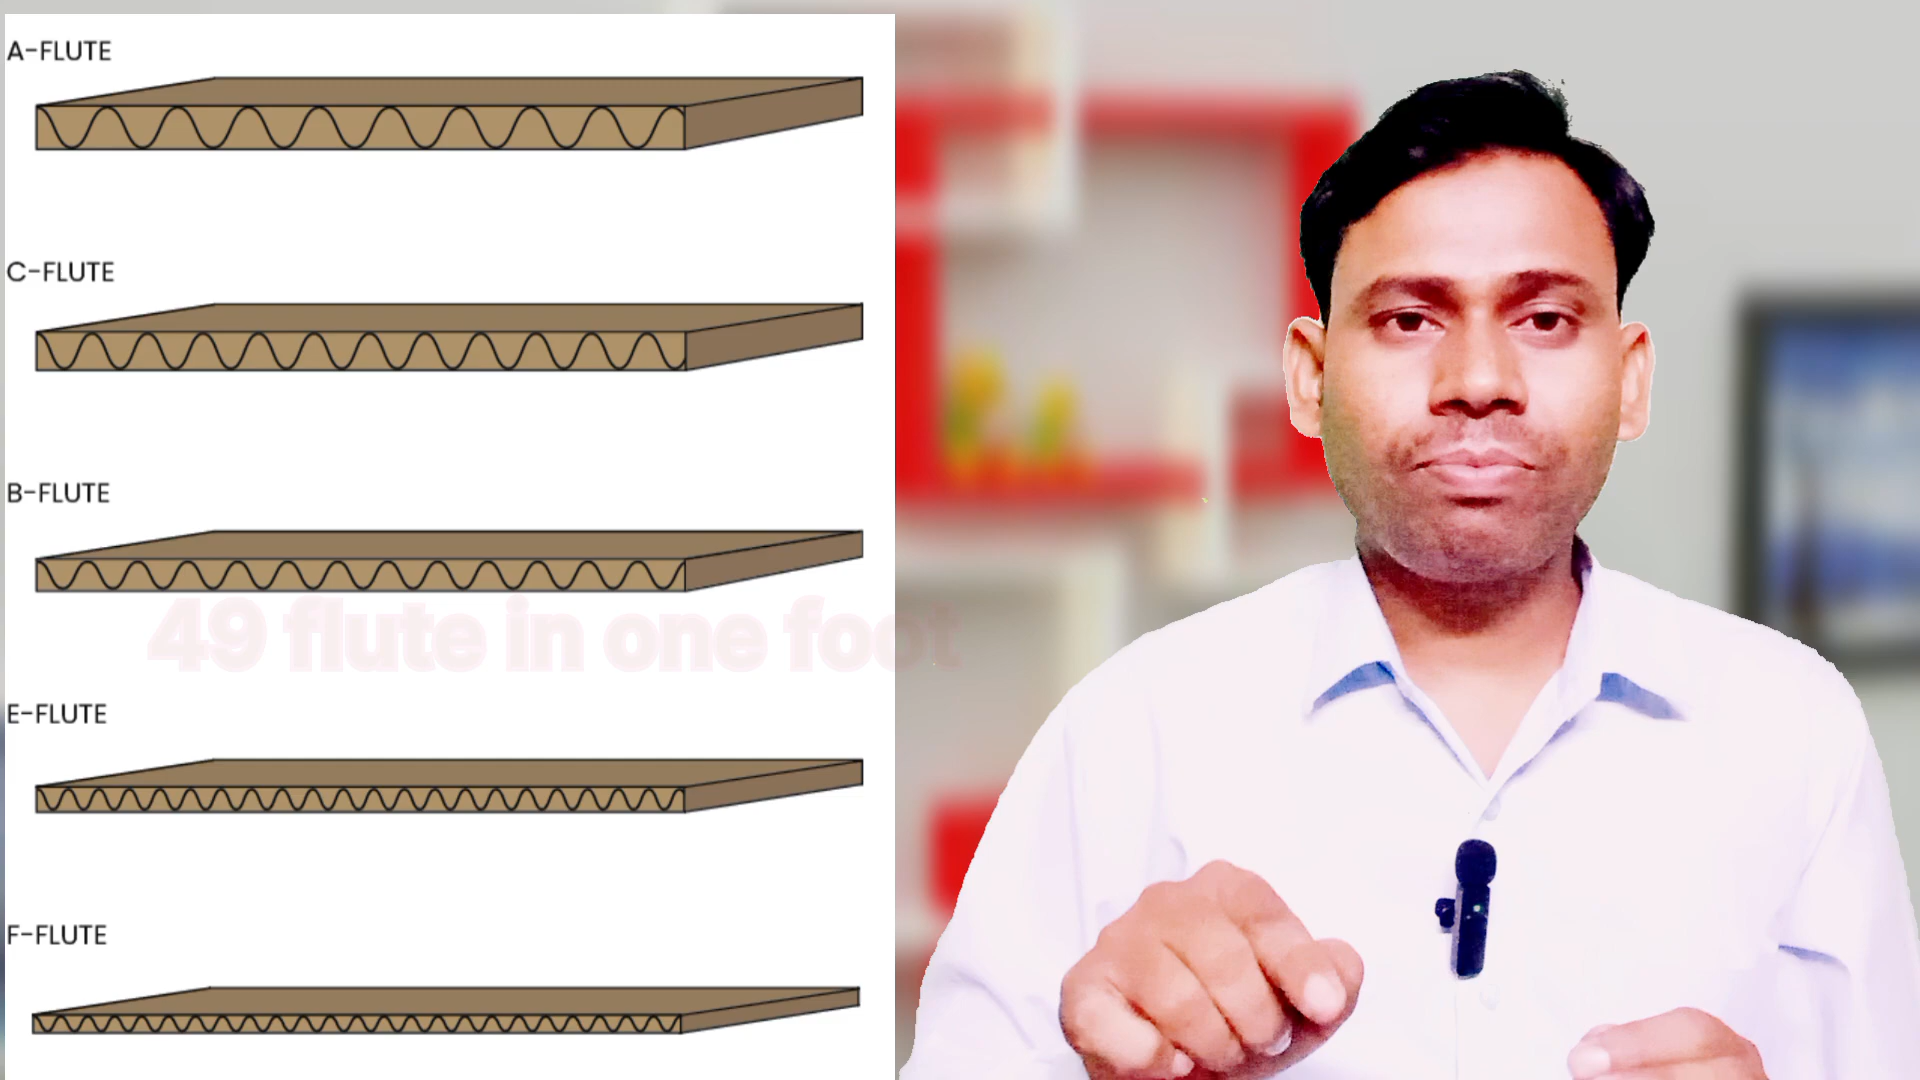 A-FLUTE
C-FLUTE
B-FLUTE
49 flute in one foot
E-FLUTE
F-FLUTE